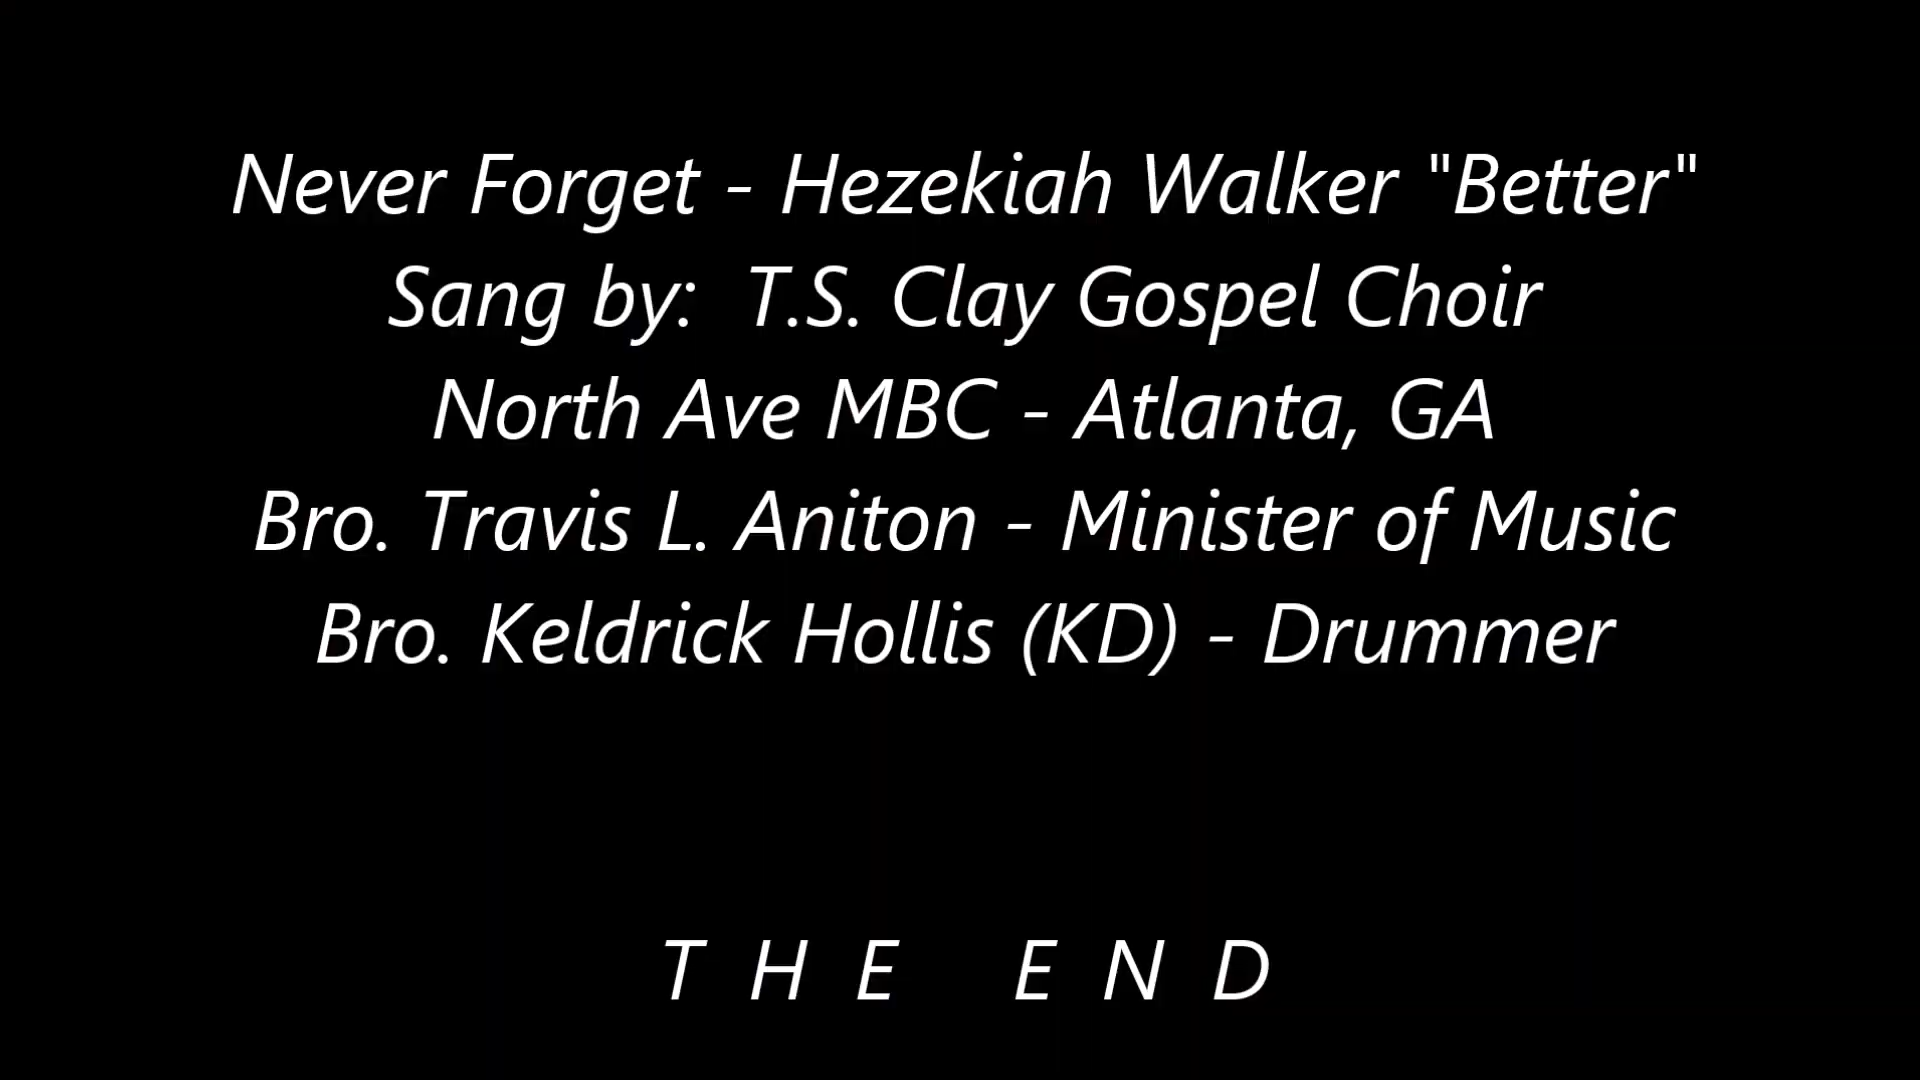 Never Forget - Hezekiah Walker "Better"
Sang by:  T.S. Clay Gospel Choir
North Ave MBC - Atlanta, GA
Bro. Travis L. Aniton - Minister of Music
Bro. Keldrick Hollis (KD) - Drummer
T H E   E N D